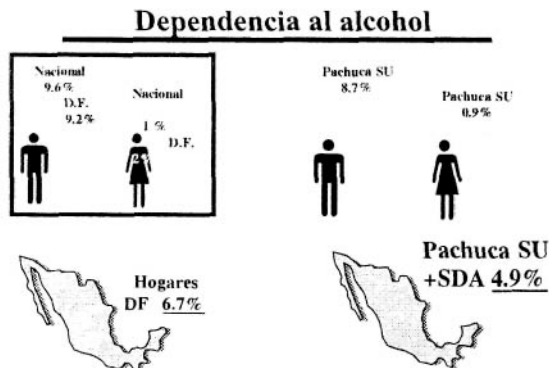 Dependencia al alcohol
Nacional
9.6%
D.F.
9.2%
Nacional
1 %
D.F.
Pachuca SU
8.7%
Pachuca SU
0.9%
Hogares
DF 6.7%
Pachuca SU
+SDA 4.9%